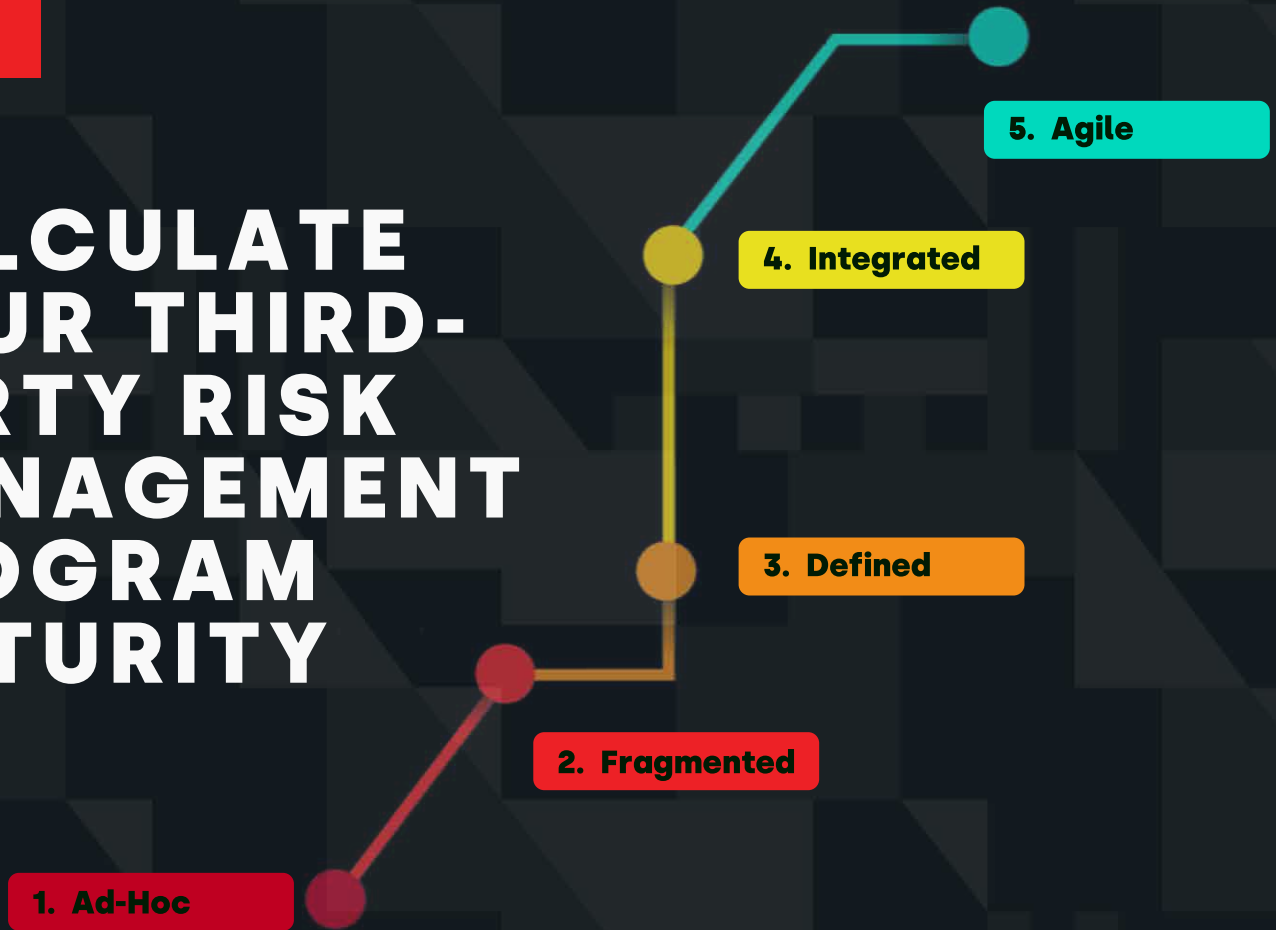 LCULATE
UR THIRD-
RTY RISK
NAGEMENT
OGRAM
TURITY
5. Agile
4. Integrated
3. Defined
2. Fragmented
1. Ad-Hoc